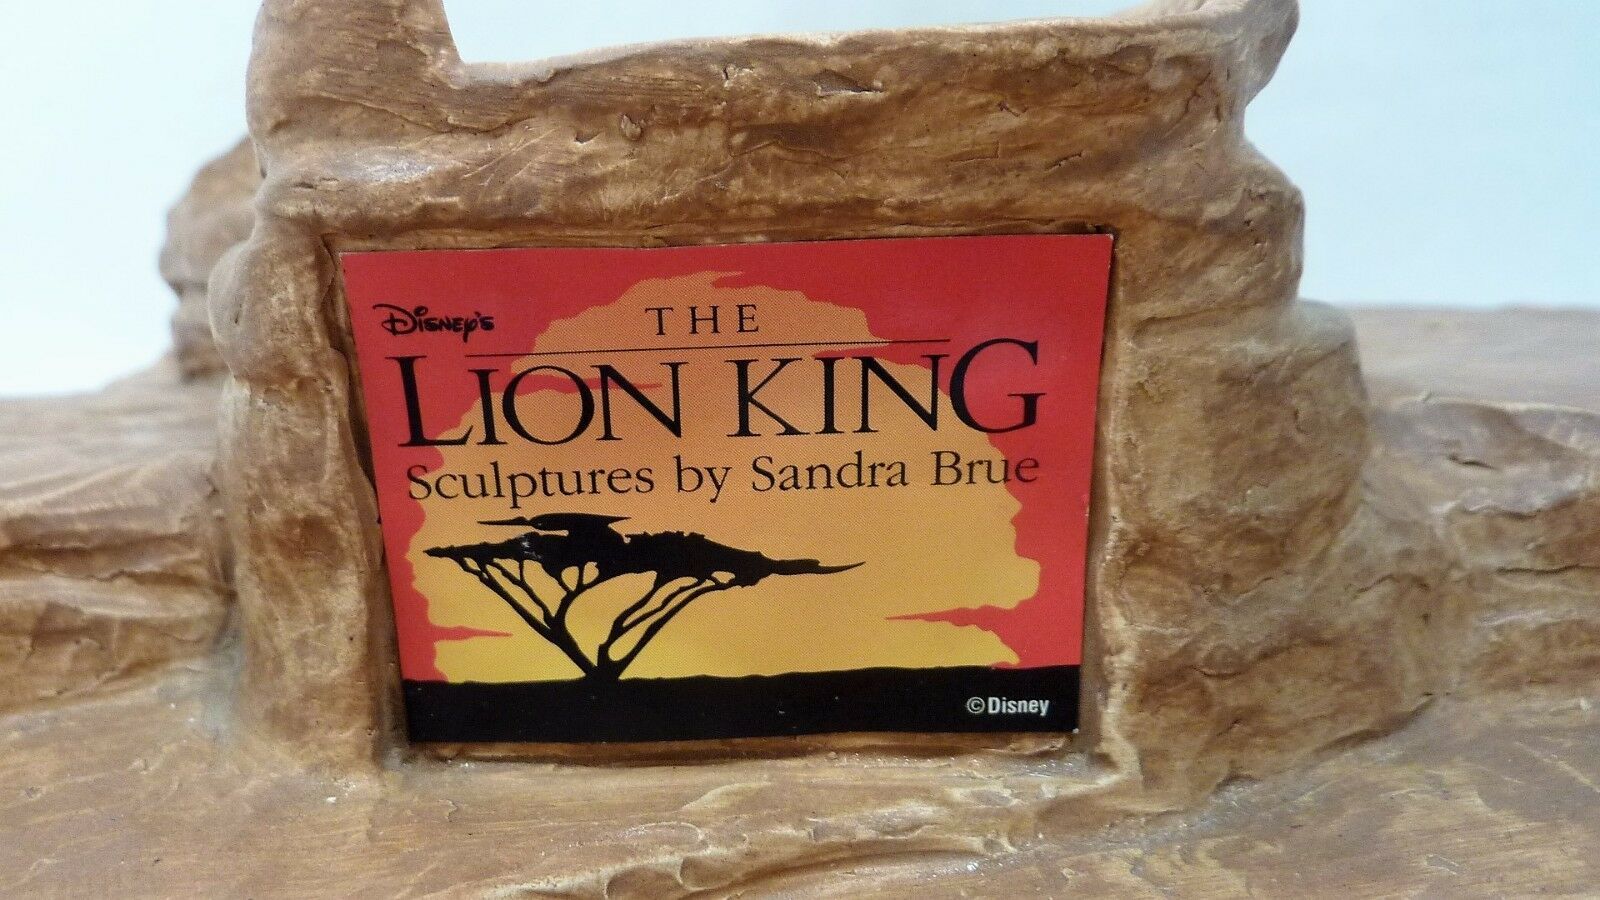 Disney's
THE
LION KING
Sculptures by Sandra Brue
©Disney